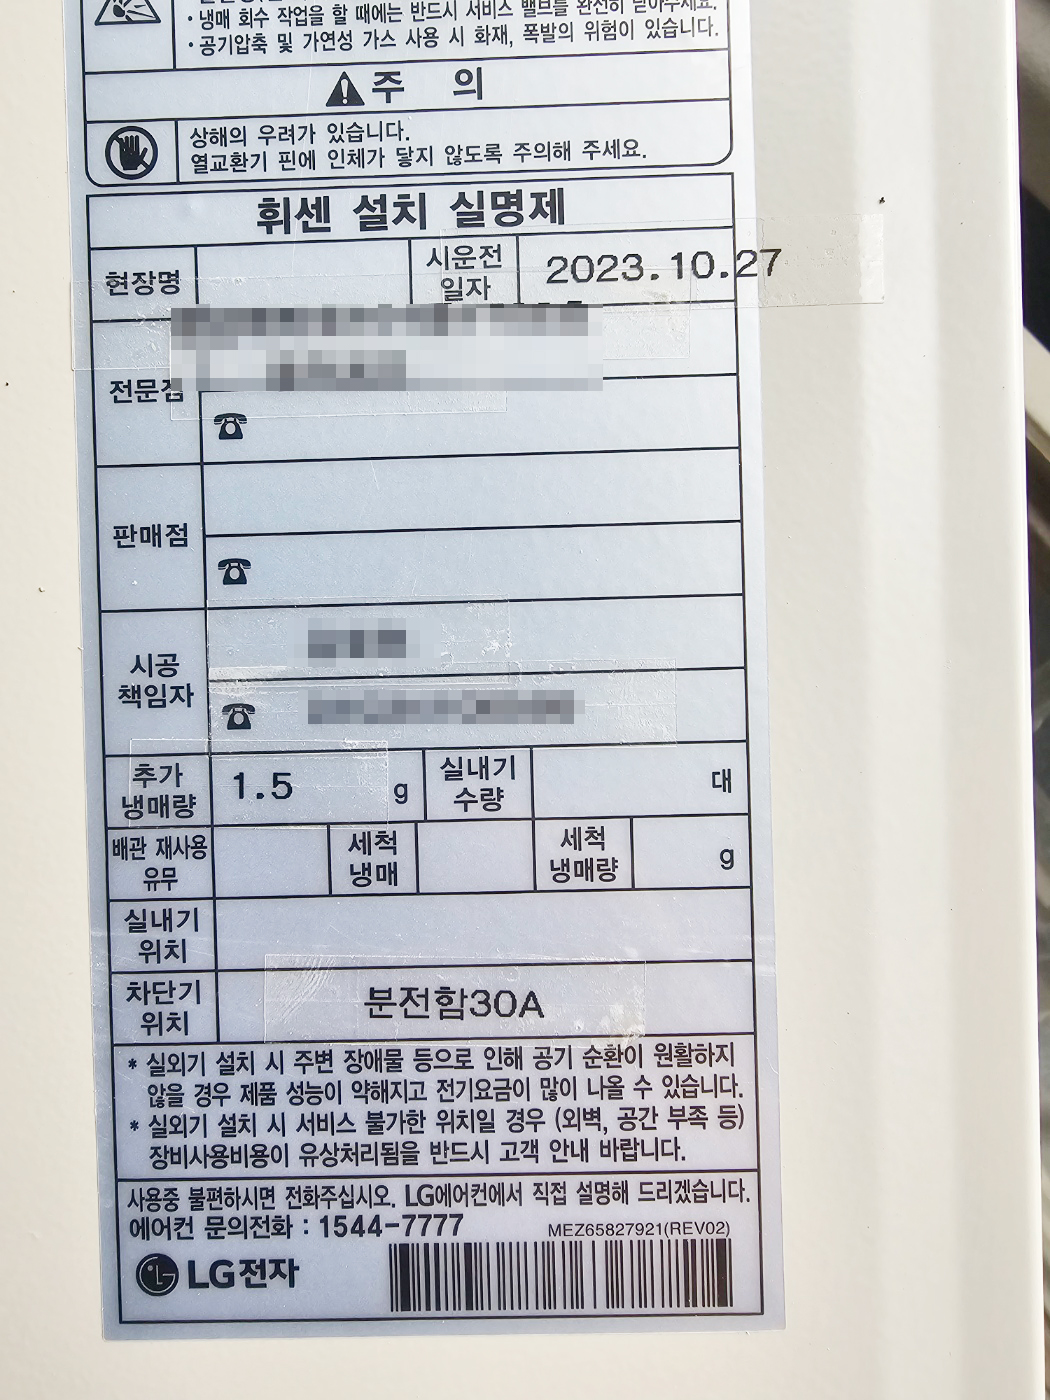 · 냉매 회수 작업을 할 때에는 반드시 서비스 밸브를 완전히 닫아주세요.
· 공기압축 및 가연성 가스 사용 시 화재, 폭발의 위험이 있습니다.
주 의
상해의 우려가 있습니다.
열교환기 핀에 인체가 닿지 않도록 주의해 주세요.
휘센 설치 실명제
현장명
시운전
일자
2023.10.27
전문점
판매점
시공
책임자
추가
냉매량
1.5 g
실내기
수량
대
배관 재사용
유무
세척
냉매
세척
냉매량
g
실내기
위치
차단기
위치
분전함30A
* 실외기 설치 시 주변 장애물 등으로 인해 공기 순환이 원활하지
않을 경우 제품 성능이 약해지고 전기요금이 많이 나올 수 있습니다.
* 실외기 설치 시 서비스 불가한 위치일 경우 (외벽, 공간 부족 등)
장비사용비용이 유상처리됨을 반드시 고객 안내 바랍니다.
사용중 불편하시면 전화주십시오. LG에어컨에서 직접 설명해 드리겠습니다.
에어컨 문의전화 : 1544-7777
MEZ65827921(REV02)
LG전자